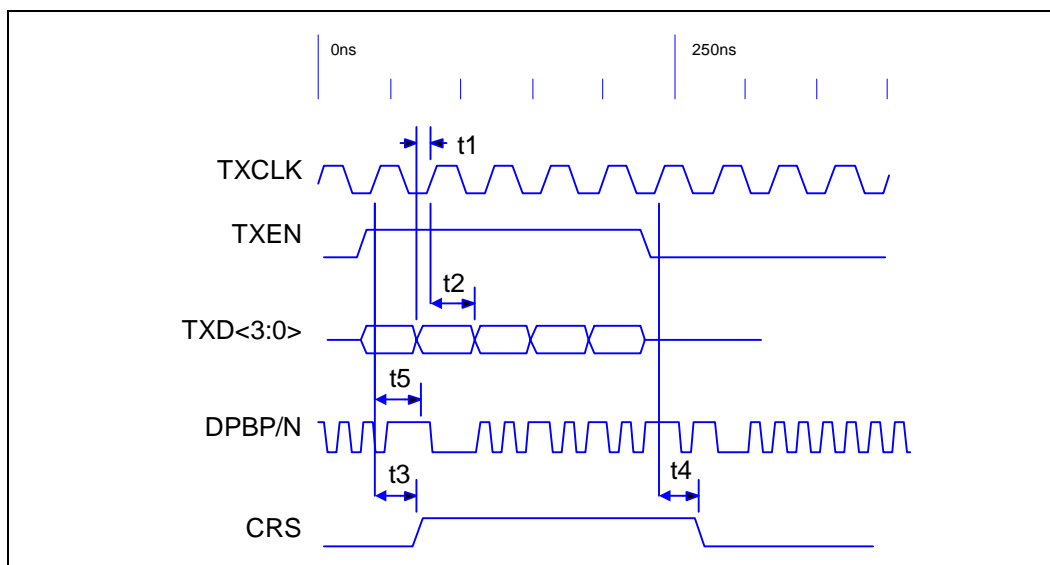 0ns
250ns
t1
TXCLK
TXEN
t2
TXD<3:0>
t5
DPBP/N
t3
t4
CRS